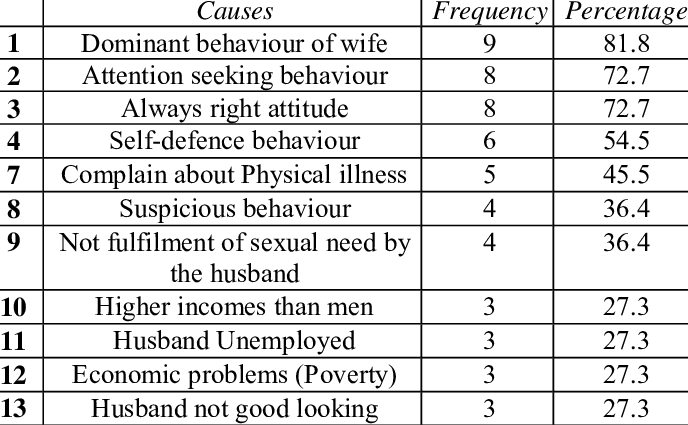 Causes Frequency Percentage
1 Dominant behaviour of wife 9 81.8
2 Attention seeking behaviour 8 72.7
3 Always right attitude 8 72.7
4 Self-defence behaviour 6 54.5
7 Complain about Physical illness 5 45.5
8 Suspicious behaviour 4 36.4
9 Not fulfilment of sexual need by 4 36.4
the husband
10 Higher incomes than men 3 27.3
11 Husband Unemployed 3 27.3
12 Economic problems (Poverty) 3 27.3
13 Husband not good looking 3 27.3